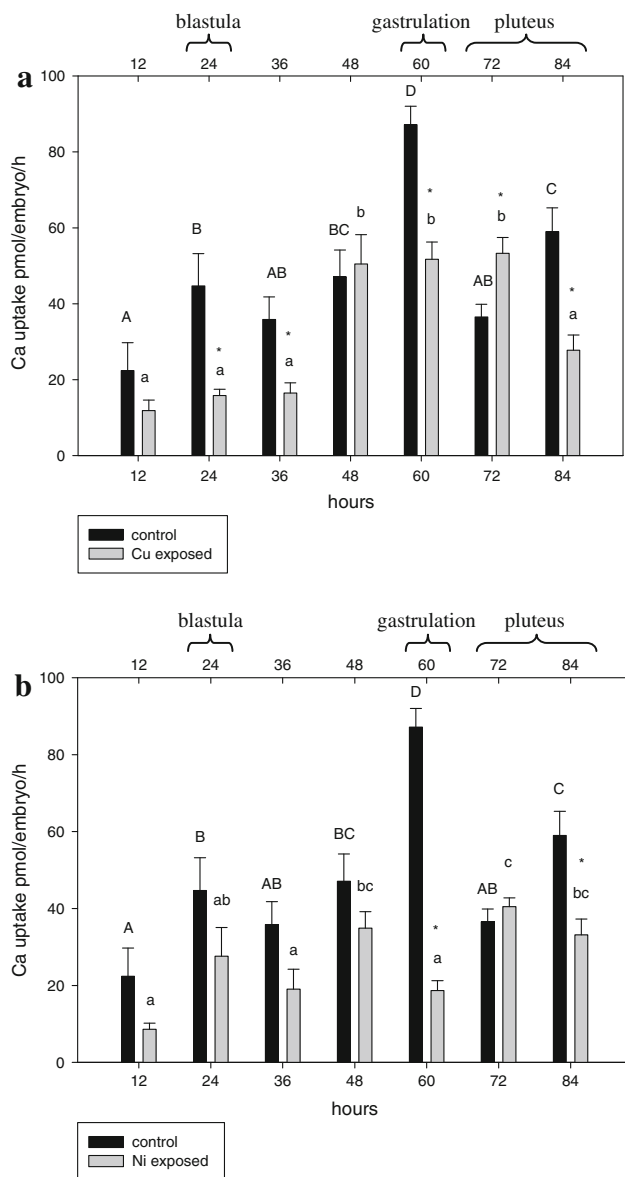 blastula gastrulation pluteus
12 24 36 48 60 72 84
a
100
80
60
40
20
0
Ca uptake pmol/embryo/h
A a B * a AB * a BC b D * b AB * b C * a
12 24 36 48 60 72 84
hours
control
Cu exposed
blastula gastrulation pluteus
12 24 36 48 60 72 84
b
100
80
60
40
20
0
Ca uptake pmol/embryo/h
A a B ab AB a BC bc D * a AB c C * bc
12 24 36 48 60 72 84
hours
control
Ni exposed